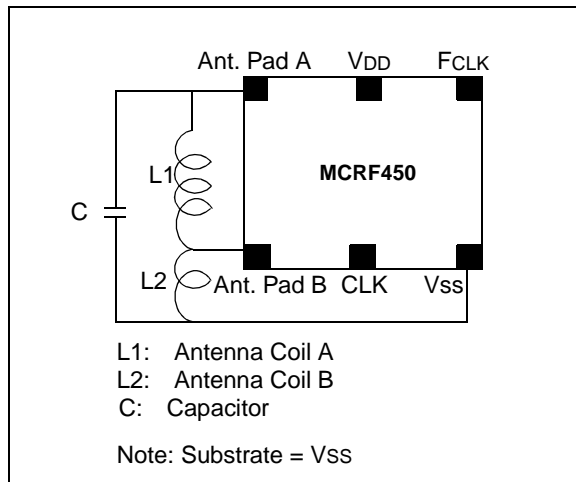 Ant. Pad A VDD FCLK
MCRF450
L1
C
L2
Ant. Pad B CLK Vss
L1: Antenna Coil A
L2: Antenna Coil B
C: Capacitor
Note: Substrate = VSS